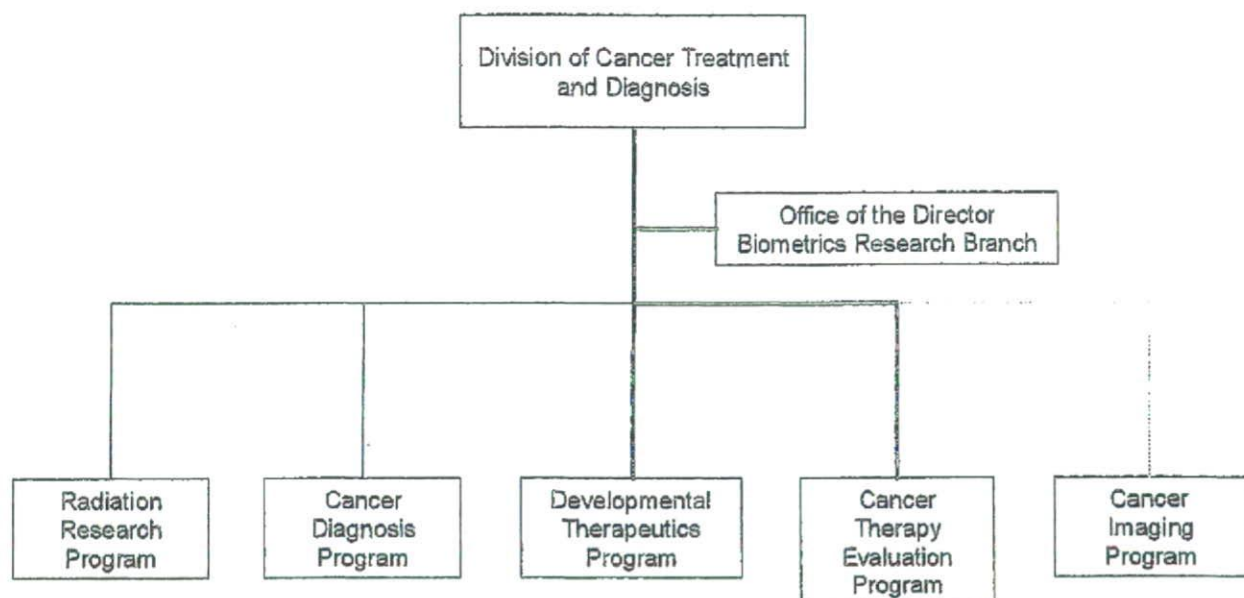 Division of Cancer Treatment
and Diagnosis
Office of the Director
Biometrics Research Branch
Radiation
Research
Program
Cancer
Diagnosis
Program
Developmental
Therapeutics
Program
Cancer
Therapy
Evaluation
Program
Cancer
Imaging
Program